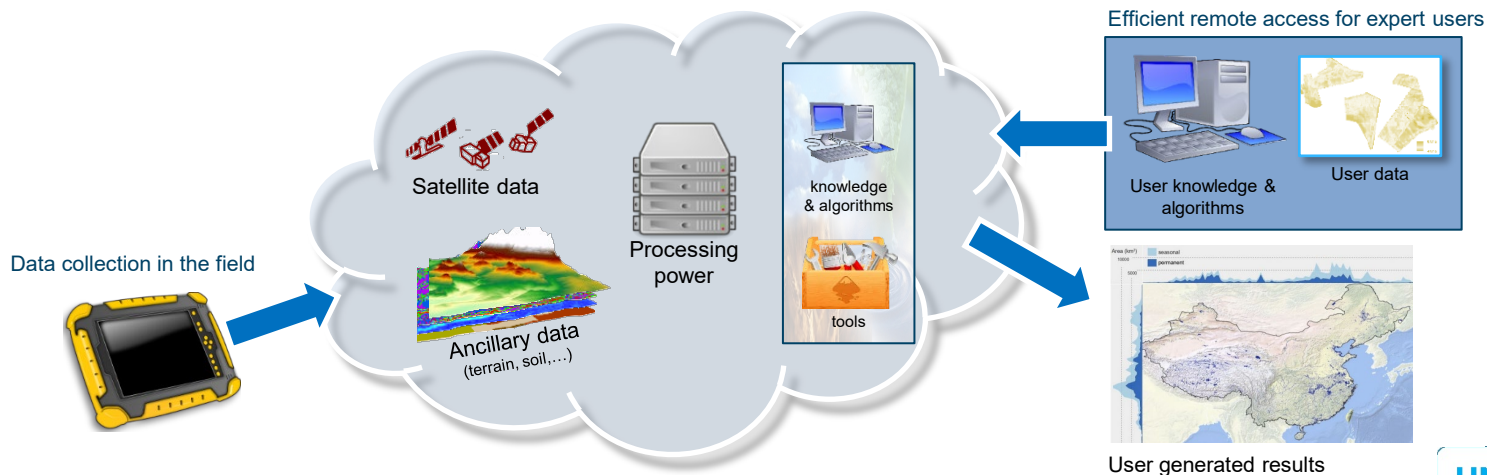 Efficient remote access for expert users
User knowledge &
algorithms
User data
Satellite data
Processing
power
knowledge
& algorithms
tools
Ancillary data
(terrain, soil,...)
Data collection in the field
Area (km²)
seasonal
permanent
10000
5000
User generated results